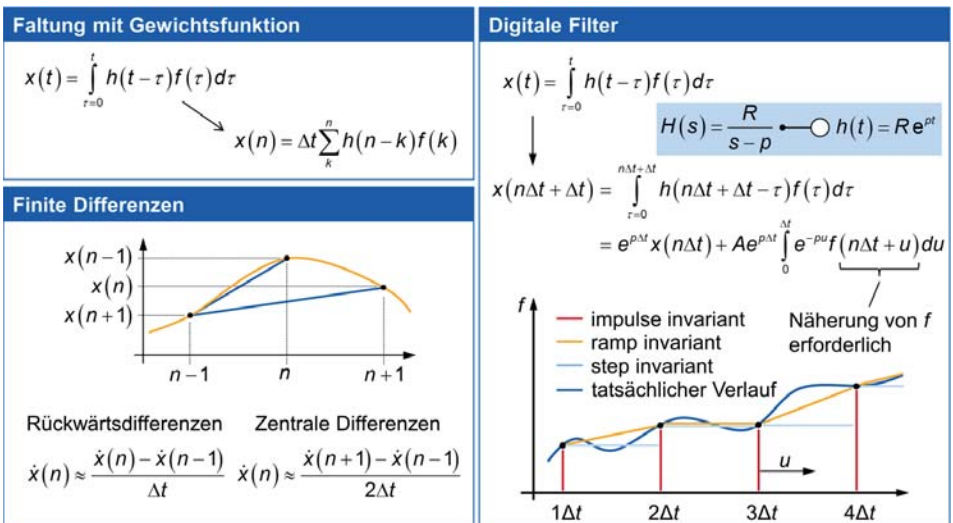 Faltung mit Gewichtsfunktion
x(t) = ∫_{τ=0}^{t} h(t−τ)f(τ)dτ
x(n) = Δt ∑_{k}^{n} h(n−k)f(k)
Finite Differenzen
x(n−1)
x(n)
x(n+1)
n−1 n n+1
Rückwärtsdifferenzen Zentrale Differenzen
ẋ(n) ≈ (ẋ(n)−ẋ(n−1))/Δt ẋ(n) ≈ (ẋ(n+1)−ẋ(n−1))/2Δt
Digitale Filter
x(t) = ∫_{τ=0}^{t} h(t−τ)f(τ)dτ
H(s) = R/(s−p) h(t) = R e^{pt}
x(nΔt+Δt) = ∫_{τ=0}^{nΔt+Δt} h(nΔt+Δt−τ)f(τ)dτ
= e^{pΔt} x(nΔt) + Ae^{pΔt} ∫_{0}^{Δt} e^{−pu} f(nΔt+u)du
Näherung von f
erforderlich
f
impulse invariant
ramp invariant
step invariant
tatsächlicher Verlauf
u
1Δt 2Δt 3Δt 4Δt